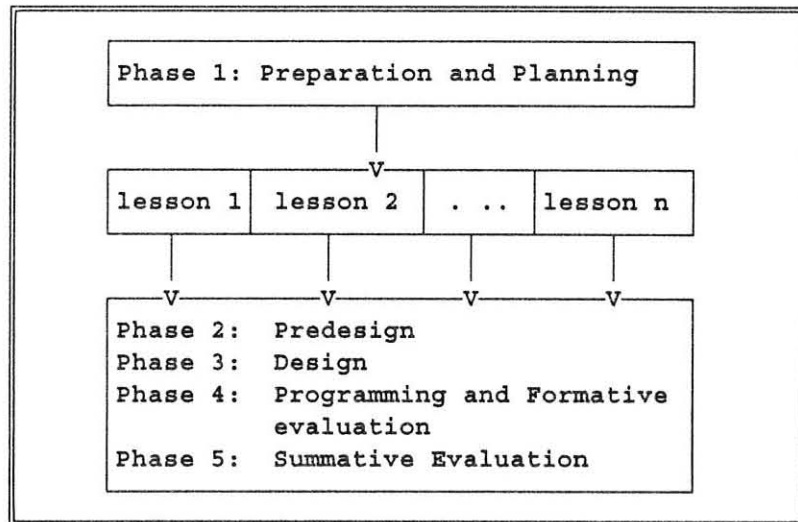 Phase 1: Preparation and Planning
lesson 1 lesson 2 . .. lesson n
Phase 2: Predesign
Phase 3: Design
Phase 4: Programming and Formative
evaluation
Phase 5: Summative Evaluation